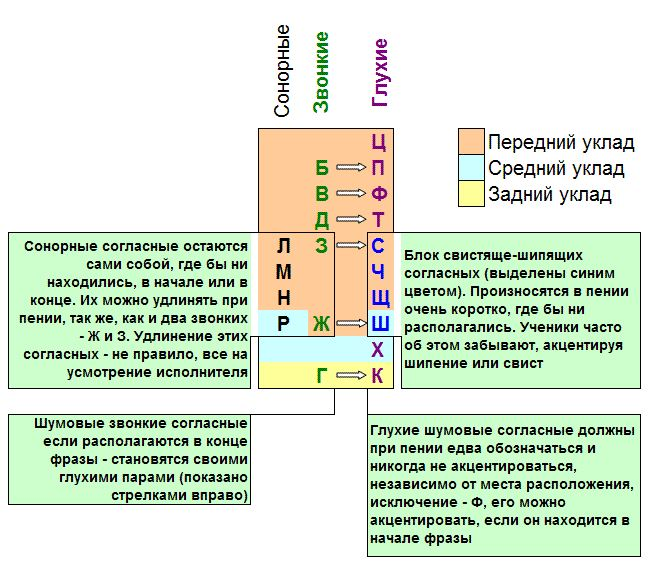 Сонорные
Звонкие
Глухие
Передний уклад
Средний уклад
Задний уклад
Ц
Б П
В Ф
Д Т
Л З С
М Ч
Н Щ
Р Ж Ш
Х
Г К
Сонорные согласные остаются
сами собой, где бы ни
находились, в начале или в
конце. Их можно удлинять при
пении, так же, как и два звонких
- Ж и З. Удлинение этих
согласных - не правило, все на
усмотрение исполнителя
Блок свистяще-шипящих
согласных (выделены синим
цветом). Произносятся в пении
очень коротко, где бы ни
располагались. Ученики часто
об этом забывают, акцентируя
шипение или свист
Шумовые звонкие согласные
если располагаются в конце
фразы - становятся своими
глухими парами (показано
стрелками вправо)
Глухие шумовые согласные должны
при пении едва обозначаться и
никогда не акцентироваться,
независимо от места расположения,
исключение - Ф, его можно
акцентировать, если он находится в
начале фразы